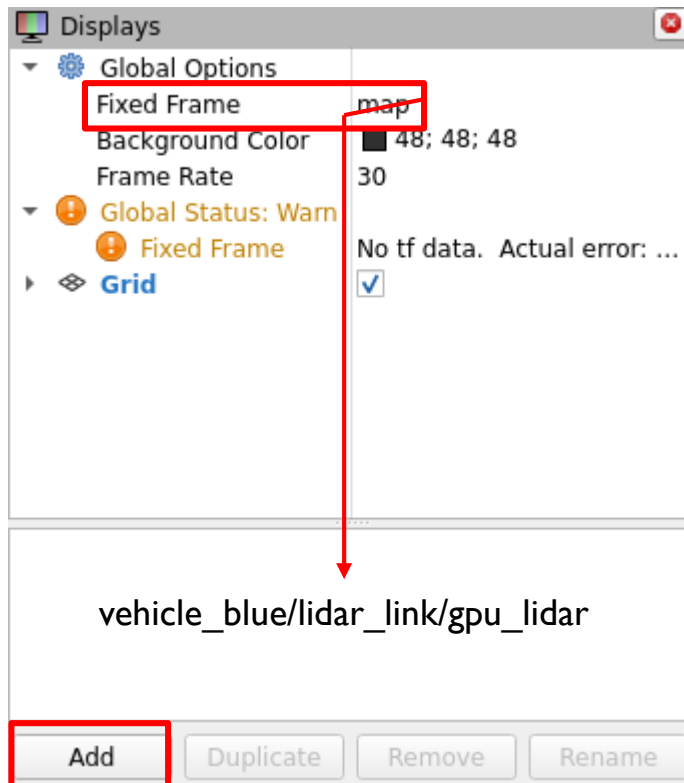 Displays
Global Options
Fixed Frame map
Background Color 48; 48; 48
Frame Rate 30
Global Status: Warn
Fixed Frame No tf data. Actual error: ...
Grid
vehicle_blue/lidar_link/gpu_lidar
Add Duplicate Remove Rename